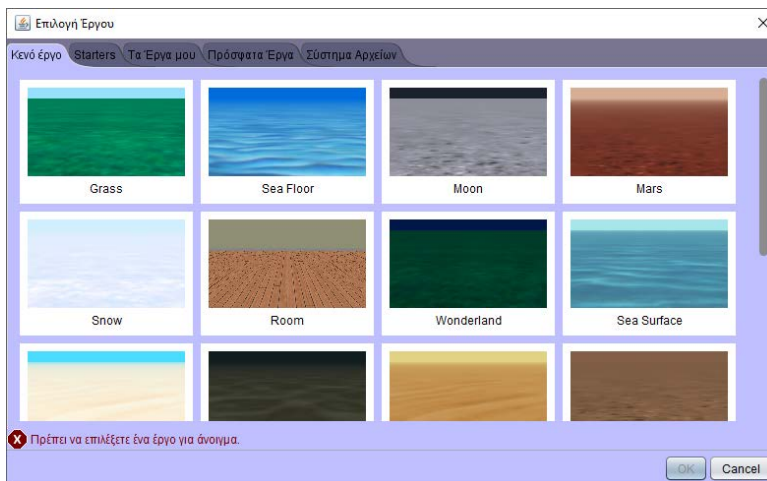 Επιλογή Έργου
Κενό έργο Starters Τα Έργα μου Πρόσφατα Έργα Σύστημα Αρχείων
Grass Sea Floor Moon Mars
Snow Room Wonderland Sea Surface
Πρέπει να επιλέξετε ένα έργο για άνοιγμα.
OK Cancel